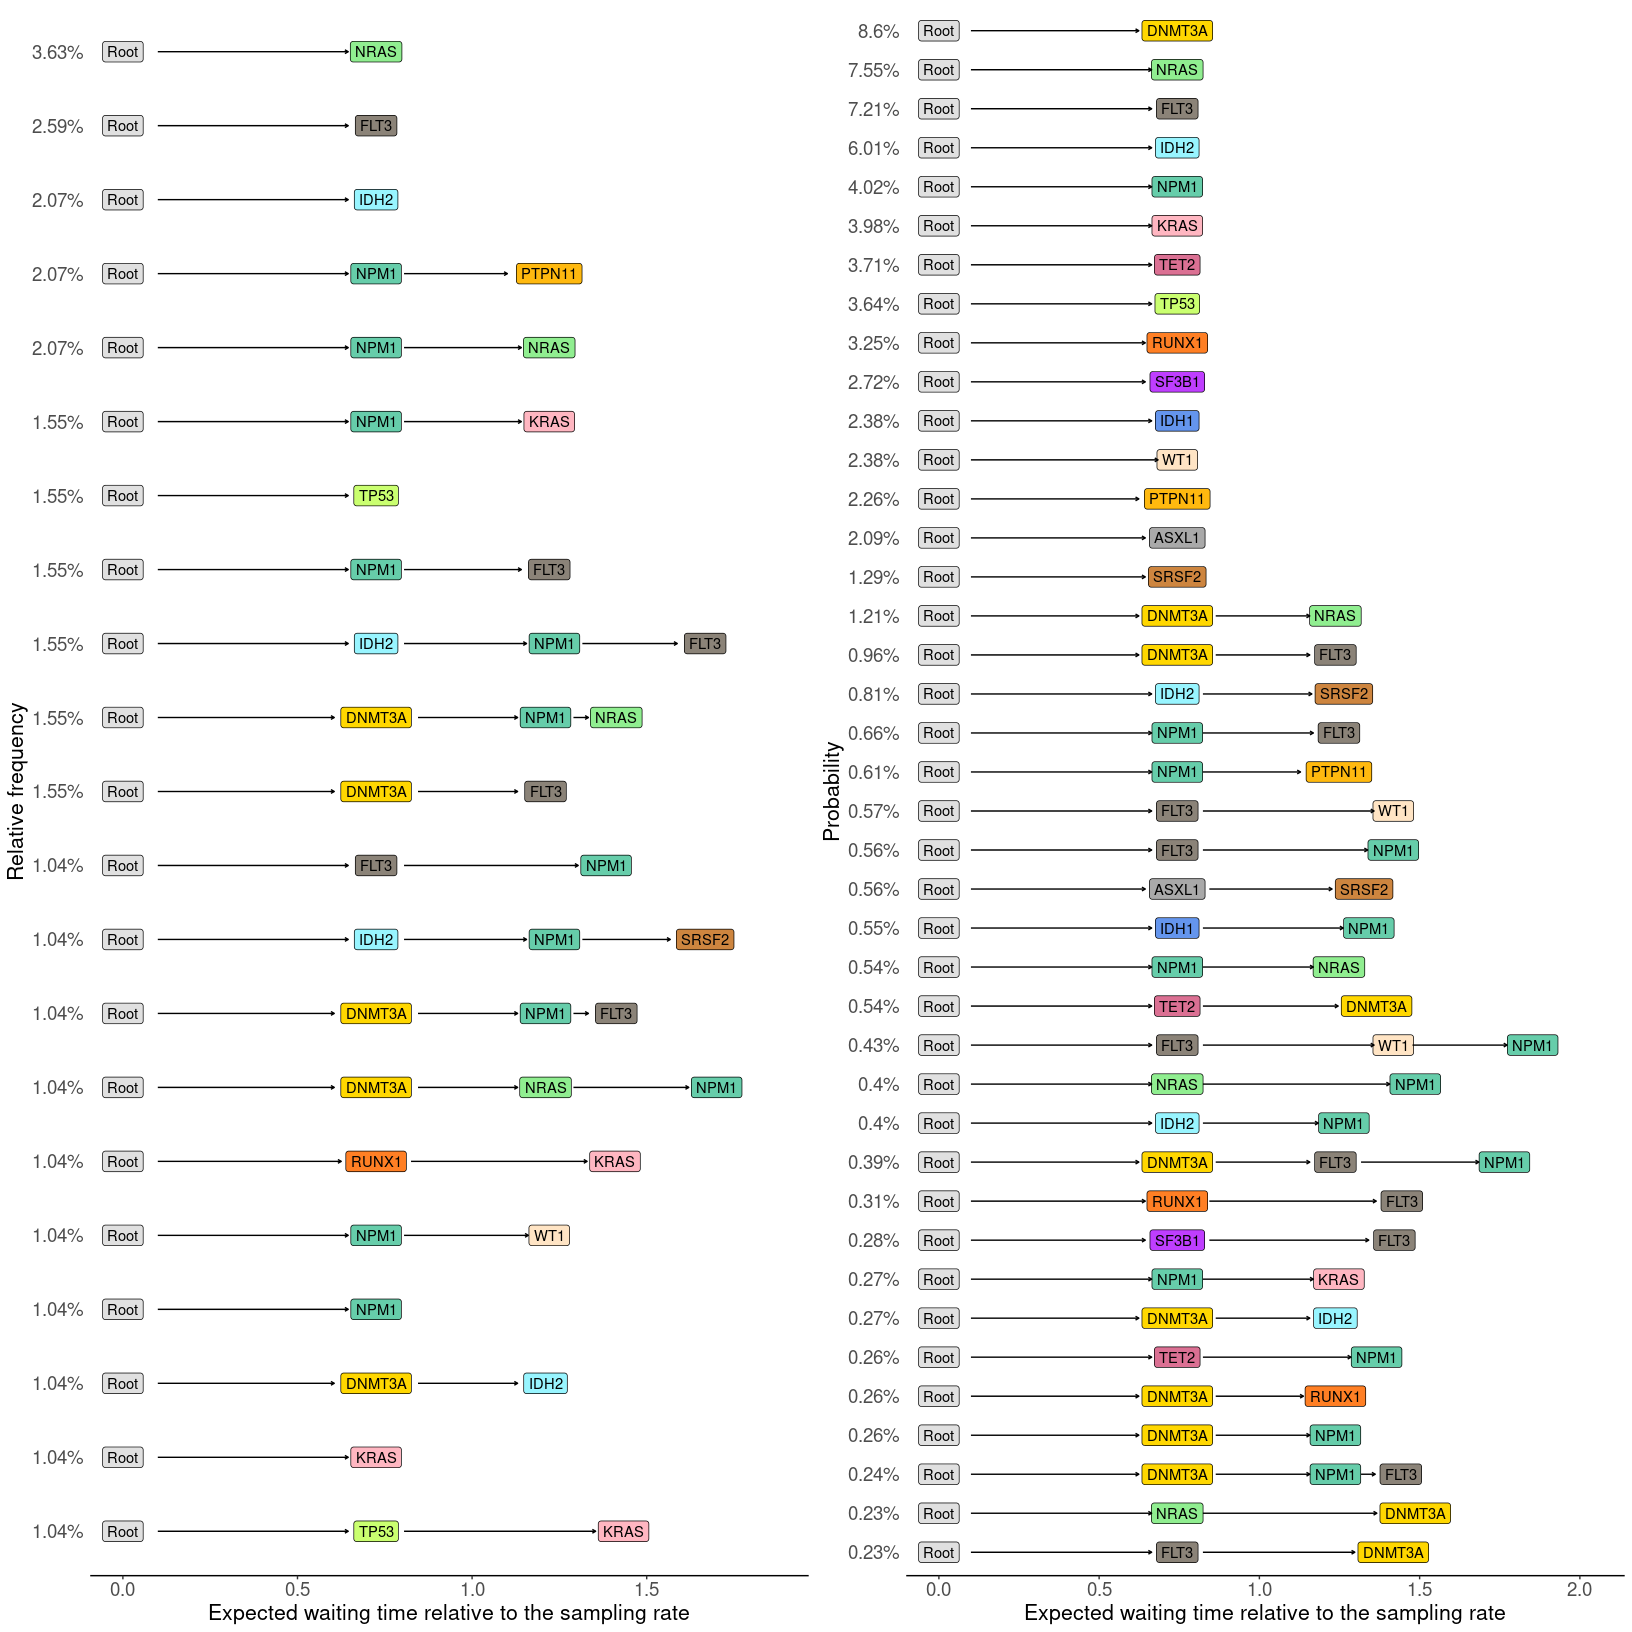 Relative frequency
3.63% Root NRAS
2.59% Root FLT3
2.07% Root IDH2
2.07% Root NPM1 PTPN11
2.07% Root NPM1 NRAS
1.55% Root NPM1 KRAS
1.55% Root TP53
1.55% Root NPM1 FLT3
1.55% Root IDH2 NPM1 FLT3
1.55% Root DNMT3A NPM1 NRAS
1.55% Root DNMT3A FLT3
1.04% Root FLT3 NPM1
1.04% Root IDH2 NPM1 SRSF2
1.04% Root DNMT3A NPM1 FLT3
1.04% Root DNMT3A NRAS NPM1
1.04% Root RUNX1 KRAS
1.04% Root NPM1 WT1
1.04% Root NPM1
1.04% Root DNMT3A IDH2
1.04% Root KRAS
1.04% Root TP53 KRAS
0.0 0.5 1.0 1.5
Expected waiting time relative to the sampling rate
Probability
8.6% Root DNMT3A
7.55% Root NRAS
7.21% Root FLT3
6.01% Root IDH2
4.02% Root NPM1
3.98% Root KRAS
3.71% Root TET2
3.64% Root TP53
3.25% Root RUNX1
2.72% Root SF3B1
2.38% Root IDH1
2.38% Root WT1
2.26% Root PTPN11
2.09% Root ASXL1
1.29% Root SRSF2
1.21% Root DNMT3A NRAS
0.96% Root DNMT3A FLT3
0.81% Root IDH2 SRSF2
0.66% Root NPM1 FLT3
0.61% Root NPM1 PTPN11
0.57% Root FLT3 WT1
0.56% Root FLT3 NPM1
0.56% Root ASXL1 SRSF2
0.55% Root IDH1 NPM1
0.54% Root NPM1 NRAS
0.54% Root TET2 DNMT3A
0.43% Root FLT3 WT1 NPM1
0.4% Root NRAS NPM1
0.4% Root IDH2 NPM1
0.39% Root DNMT3A FLT3 NPM1
0.31% Root RUNX1 FLT3
0.28% Root SF3B1 FLT3
0.27% Root NPM1 KRAS
0.27% Root DNMT3A IDH2
0.26% Root TET2 NPM1
0.26% Root DNMT3A RUNX1
0.26% Root DNMT3A NPM1
0.24% Root DNMT3A NPM1 FLT3
0.23% Root NRAS DNMT3A
0.23% Root FLT3 DNMT3A
0.0 0.5 1.0 1.5 2.0
Expected waiting time relative to the sampling rate